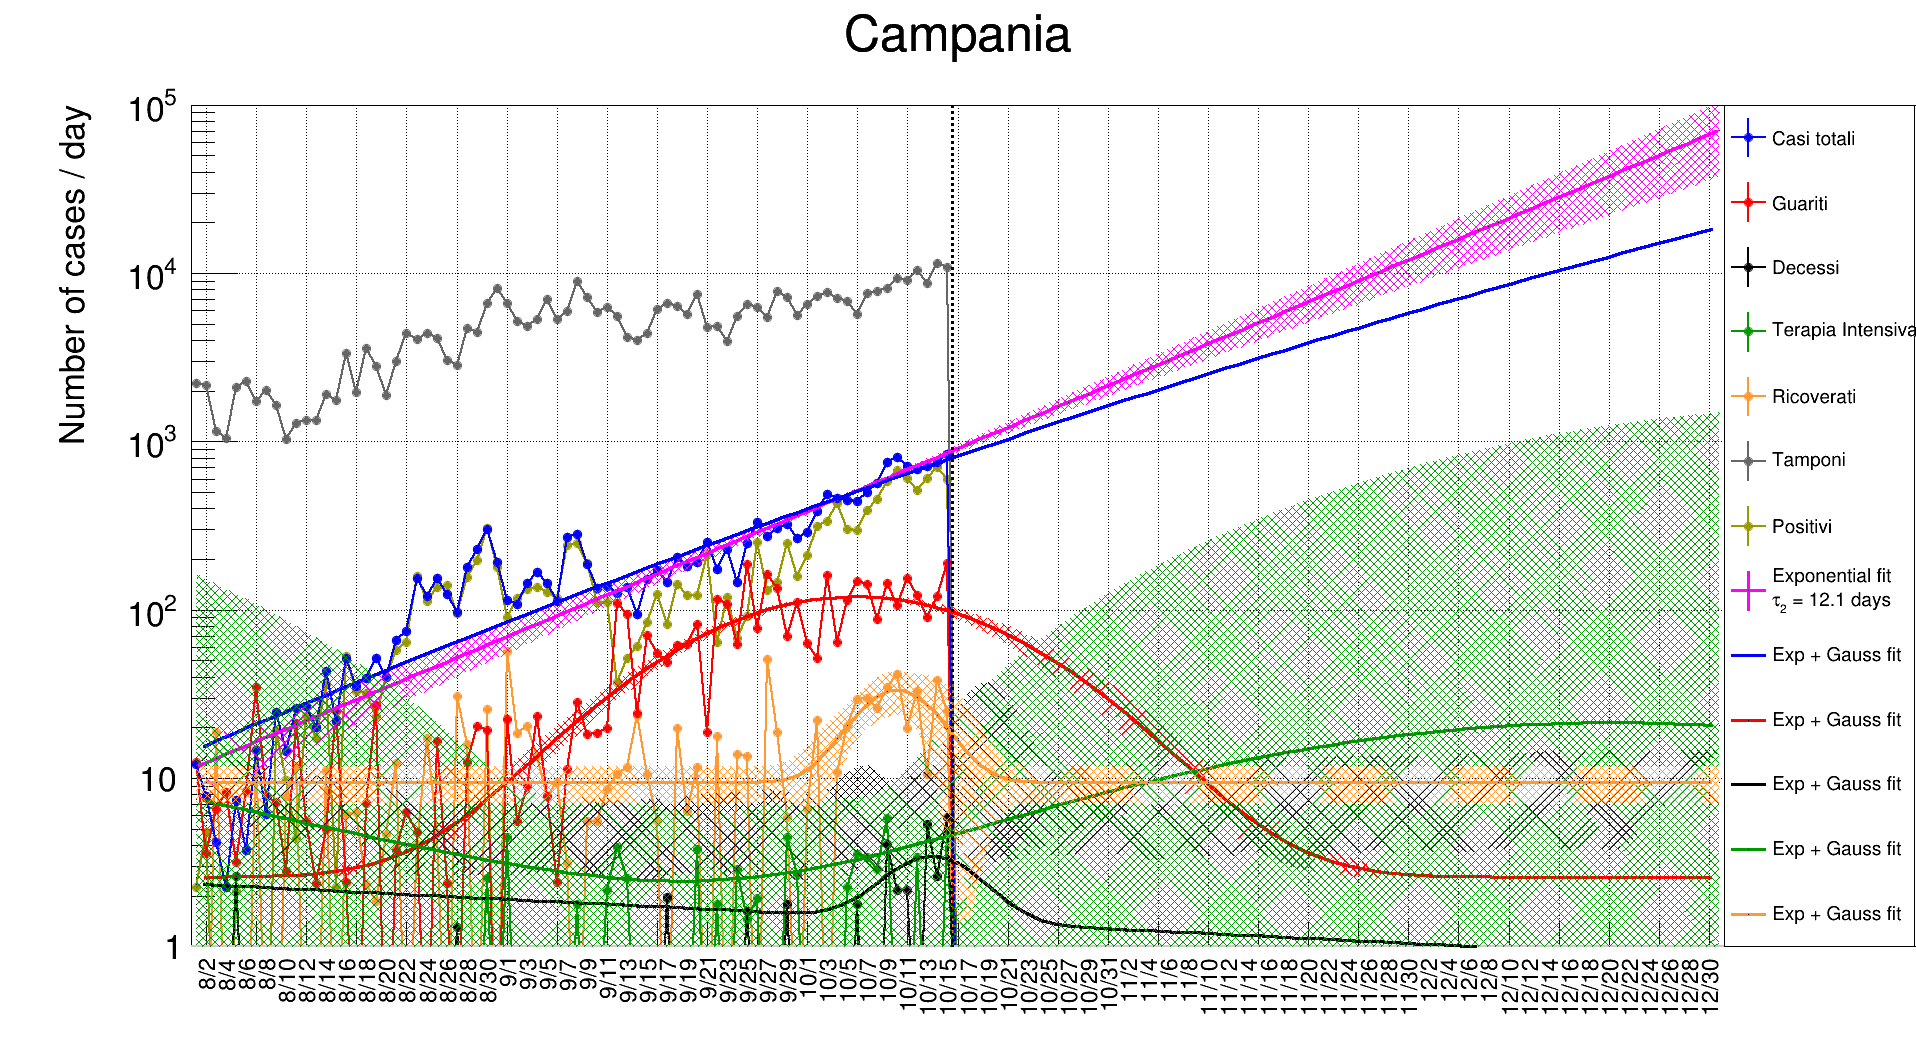 Campania
Number of cases / day
10^5
10^4
10^3
10^2
10
1
8/2 8/4 8/6 8/8 8/10 8/12 8/14 8/16 8/18 8/20 8/22 8/24 8/26 8/28 8/30 9/1 9/3 9/5 9/7 9/9 9/11 9/13 9/15 9/17 9/19 9/21 9/23 9/25 9/27 9/29 10/1 10/3 10/5 10/7 10/9 10/11 10/13 10/15 10/17 10/19 10/21 10/23 10/25 10/27 10/29 10/31 11/2 11/4 11/6 11/8 11/10 11/12 11/14 11/16 11/18 11/20 11/22 11/24 11/26 11/28 11/30 12/2 12/4 12/6 12/8 12/10 12/12 12/14 12/16 12/18 12/20 12/22 12/24 12/26 12/28 12/30
Casi totali
Guariti
Decessi
Terapia Intensiva
Ricoverati
Tamponi
Positivi
Exponential fit
τ_2 = 12.1 days
Exp + Gauss fit
Exp + Gauss fit
Exp + Gauss fit
Exp + Gauss fit
Exp + Gauss fit